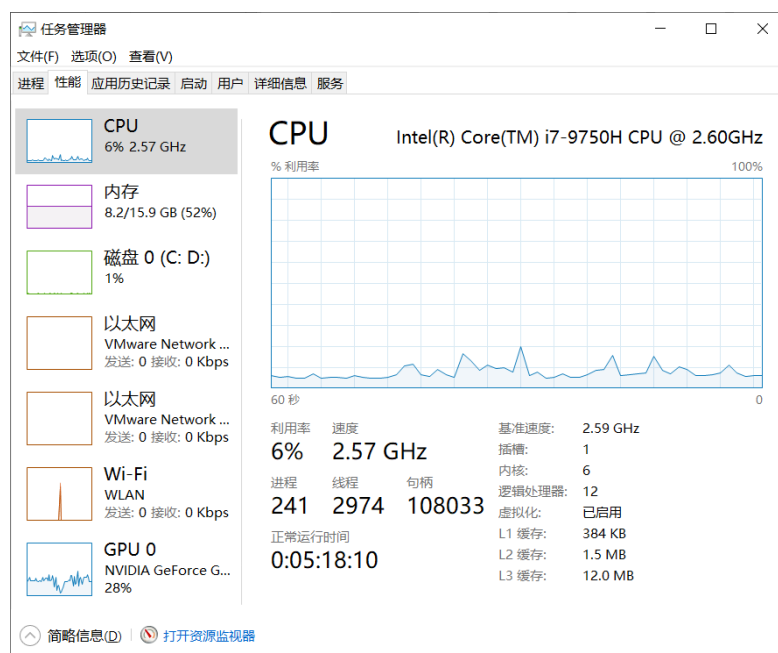 任务管理器
文件(F) 选项(O) 查看(V)
进程 性能 应用历史记录 启动 用户 详细信息 服务
CPU
6% 2.57 GHz
内存
8.2/15.9 GB (52%)
磁盘 0 (C: D:)
1%
以太网
VMware Network ...
发送: 0 接收: 0 Kbps
以太网
VMware Network ...
发送: 0 接收: 0 Kbps
Wi-Fi
WLAN
发送: 0 接收: 0 Kbps
GPU 0
NVIDIA GeForce G...
28%
CPU Intel(R) Core(TM) i7-9750H CPU @ 2.60GHz
% 利用率 100%
60 秒 0
利用率 速度
6% 2.57 GHz
进程 线程 句柄
241 2974 108033
正常运行时间
0:05:18:10
基准速度: 2.59 GHz
插槽: 1
内核: 6
逻辑处理器: 12
虚拟化: 已启用
L1 缓存: 384 KB
L2 缓存: 1.5 MB
L3 缓存: 12.0 MB
简略信息(D) 打开资源监视器